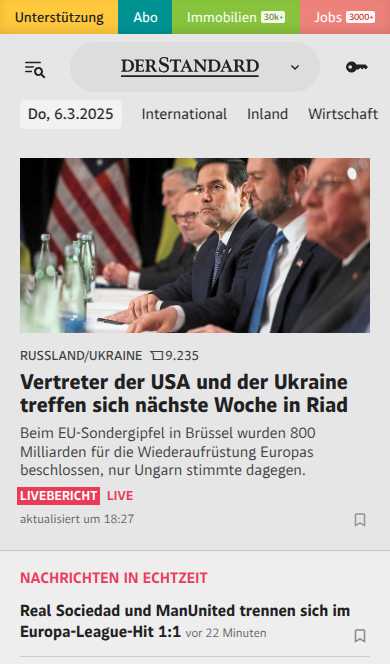 Unterstützung Abo Immobilien 30k+ Jobs 3000+
DERSTANDARD
Do, 6.3.2025 International Inland Wirtschaft
RUSSLAND/UKRAINE 9.235
Vertreter der USA und der Ukraine
treffen sich nächste Woche in Riad
Beim EU-Sondergipfel in Brüssel wurden 800
Milliarden für die Wiederaufrüstung Europas
beschlossen, nur Ungarn stimmte dagegen.
LIVEBERICHT LIVE
aktualisiert um 18:27
NACHRICHTEN IN ECHTZEIT
Real Sociedad und ManUnited trennen sich im
Europa-League-Hit 1:1 vor 22 Minuten